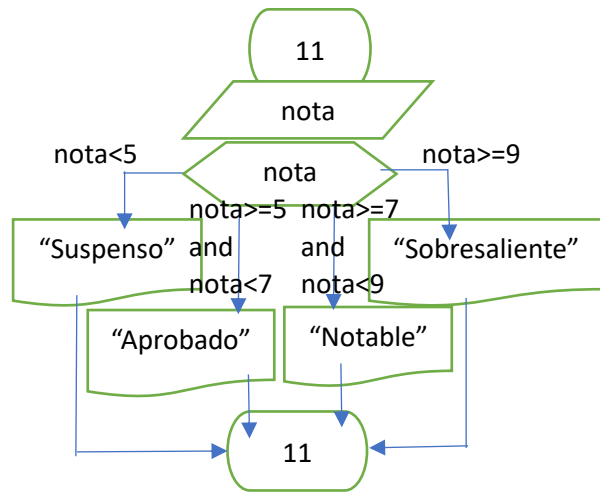 11
nota
nota<5
nota
nota>=9
nota>=5
and
nota<7
nota>=7
and
nota<9
“Suspenso”
“Sobresaliente”
“Aprobado”
“Notable”
11